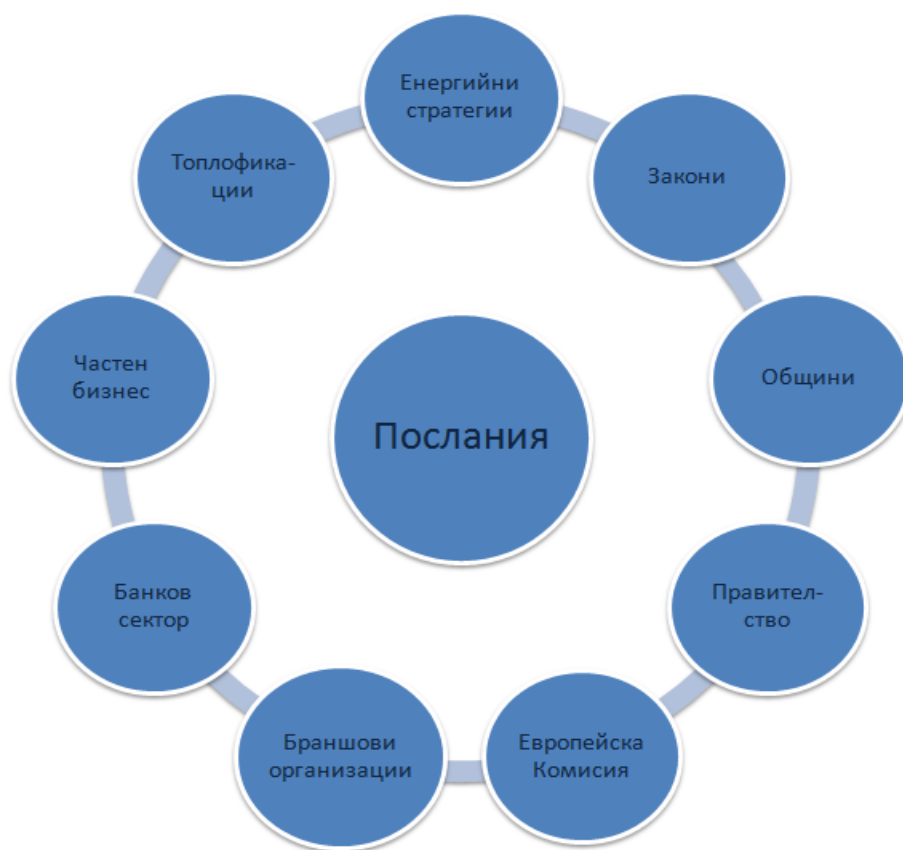 Енергийни
стратегии
Закони
Общини
Правител-
ство
Европейска
Комисия
Браншови
организации
Банков
сектор
Частен
бизнес
Топлофика-
ции
Послания